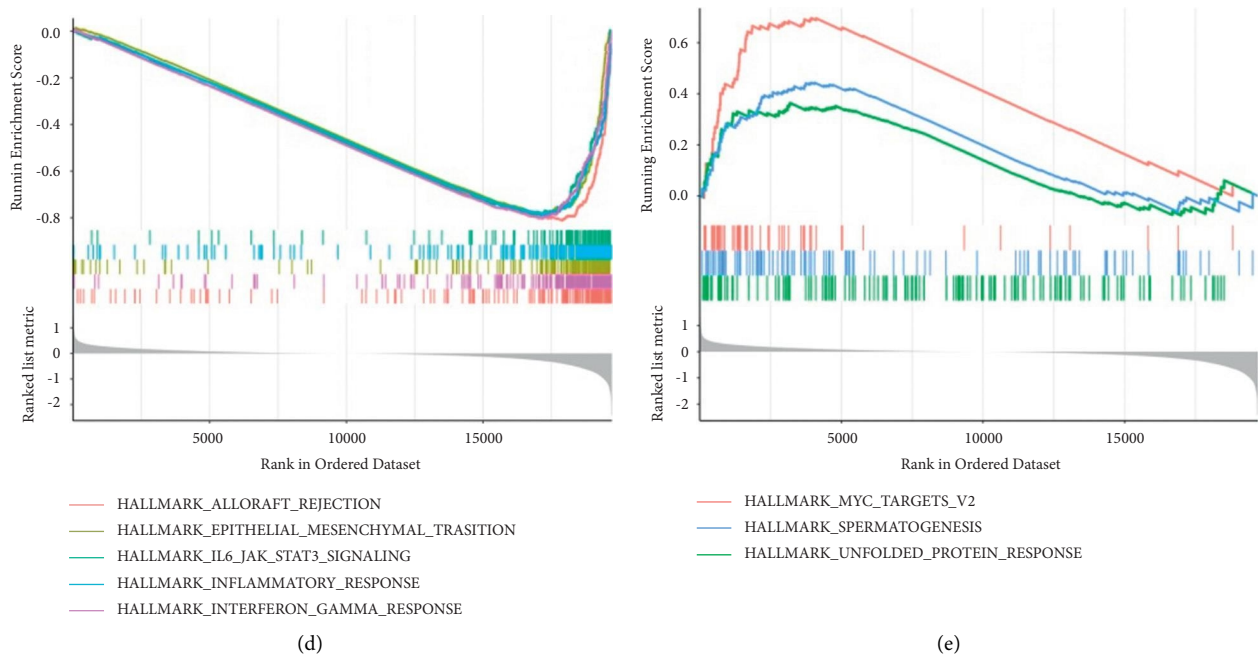 0.0
-0.2
-0.4
-0.6
-0.8
Runnin Enrichment Score
1
0
-1
-2
Ranked list metric
5000
10000
15000
Rank in Ordered Dataset
HALLMARK_ALLORAFT_REJECTION
HALLMARK_EPITHELIAL_MESENCHYMAL_TRASITION
HALLMARK_IL6_JAK_STAT3_SIGNALING
HALLMARK_INFLAMMATORY_RESPONSE
HALLMARK_INTERFERON_GAMMA_RESPONSE
(d)
0.6
0.4
0.2
0.0
Running Enrichment Score
1
0
-1
-2
Ranked list metric
5000
10000
15000
Rank in Ordered Dataset
HALLMARK_MYC_TARGETS_V2
HALLMARK_SPERMATOGENESIS
HALLMARK_UNFOLDED_PROTEIN_RESPONSE
(e)